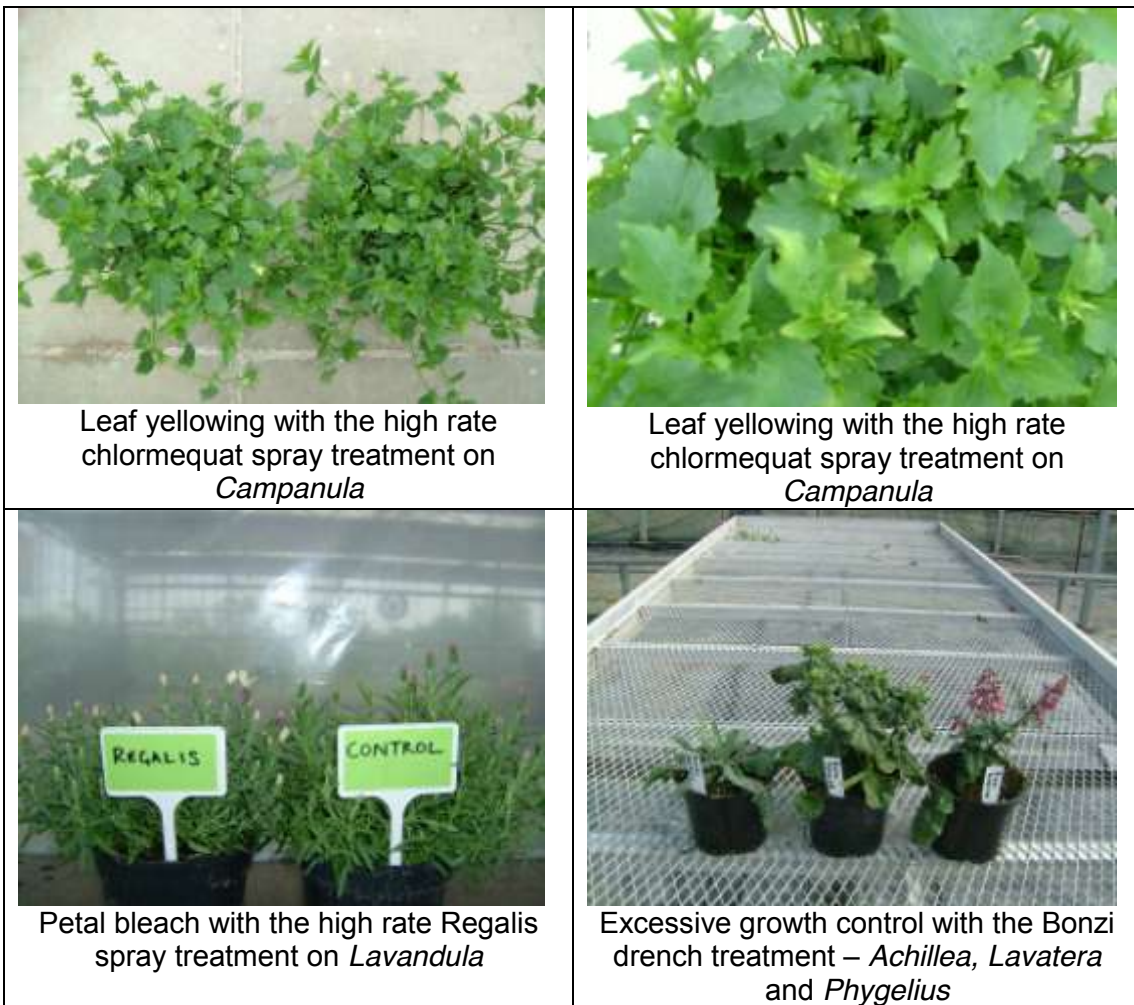 Leaf yellowing with the high rate
chlormequat spray treatment on
Campanula
Leaf yellowing with the high rate
chlormequat spray treatment on
Campanula
REGALIS
CONTROL
Petal bleach with the high rate Regalis
spray treatment on Lavandula
Excessive growth control with the Bonzi
drench treatment – Achillea, Lavatera
and Phygelius